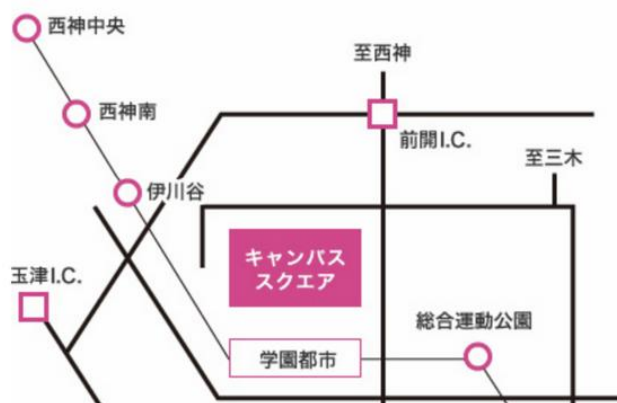 西神中央
至西神
西神南
前開I.C.
至三木
伊川谷
キャンパス
スクエア
玉津I.C.
総合運動公園
学園都市